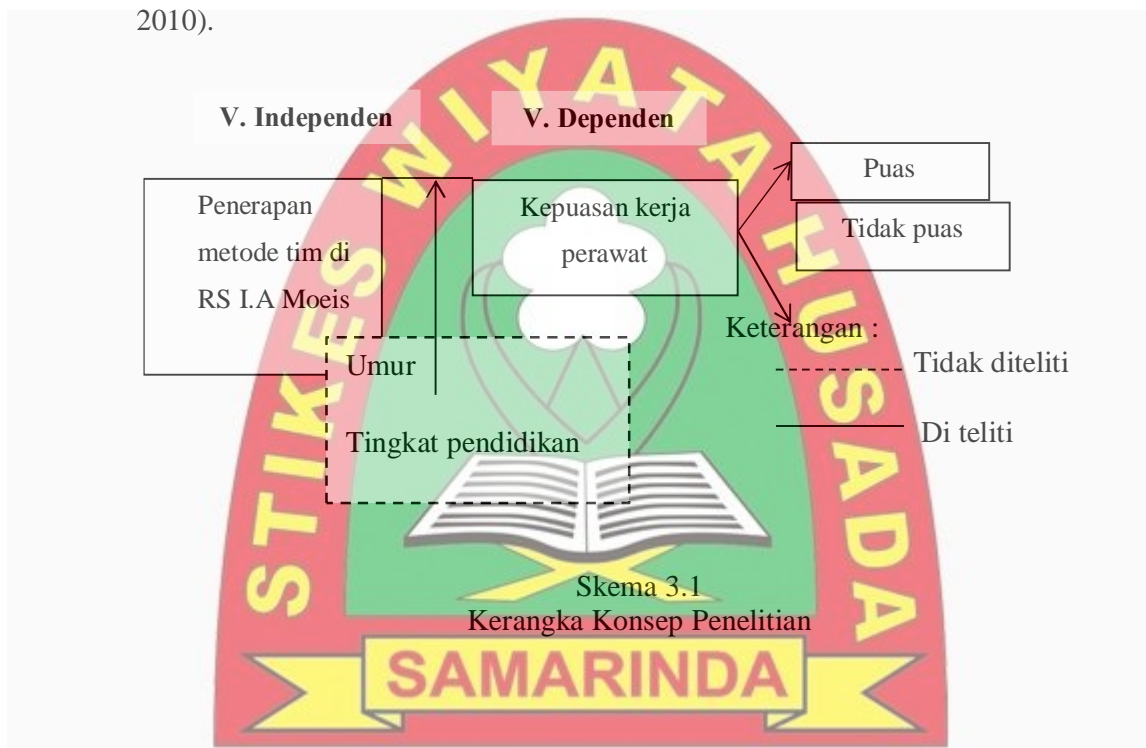 2010).
V. Independen
V. Dependen
Penerapan
metode tim di
RS I.A Moeis
Kepuasan kerja
perawat
Puas
Tidak puas
Umur
Tingkat pendidikan
Keterangan :
Tidak diteliti
Di teliti
Skema 3.1
Kerangka Konsep Penelitian
STIKES WIYATA HUSADA
SAMARINDA